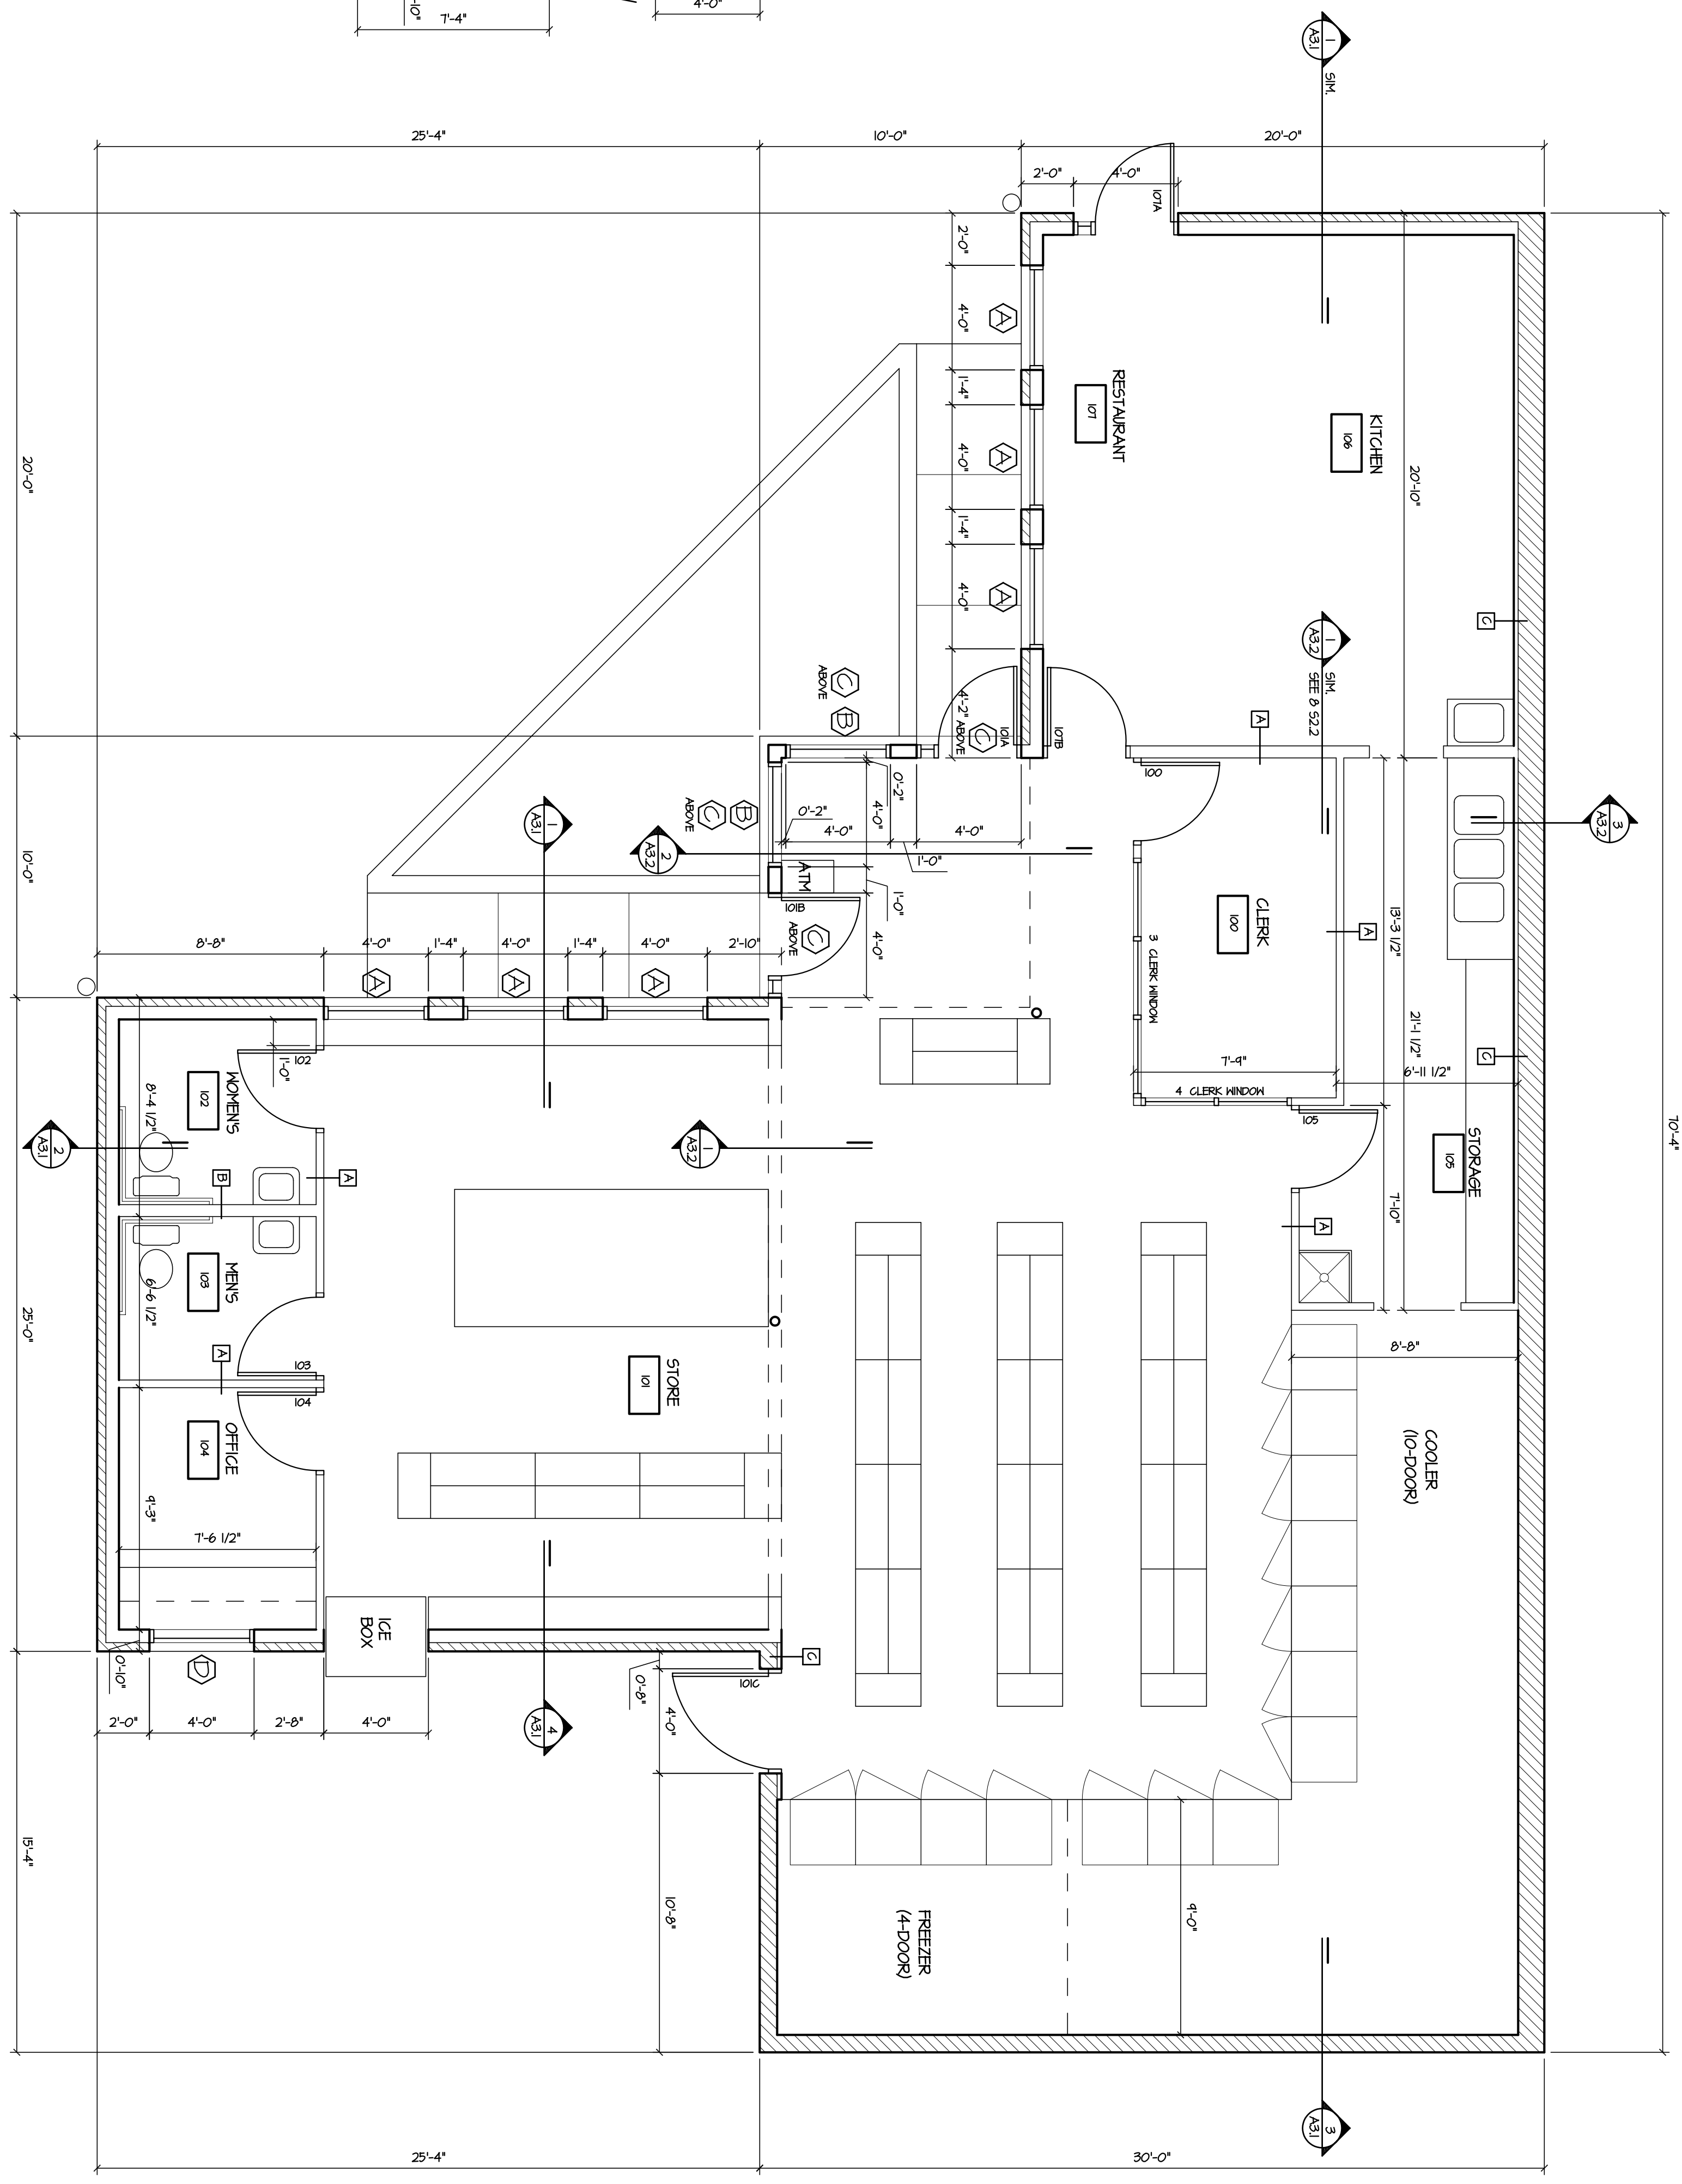 -10"
7'-4"
4'-0"
1
A3.1
SIM.
25'-4"
10'-0"
20'-0"
2'-0"
4'-0"
107A
2'-0"
4'-0"
A
1'-4"
4'-0"
A
1'-4"
4'-0"
A
4'-2"
RESTAURANT
107
KITCHEN
106
20'-10"
20'-0"
70'-4"
C
1
A3.2
SIM.
SEE 8 S2.2
C
ABOVE
B
C
ABOVE
101A
107B
A
100
0'-2"
0'-2"
4'-0"
4'-0"
4'-0"
1'-0"
B
C
ABOVE
1
A3.1
2
A3.2
ATM
101B
C
ABOVE
1'-0"
4'-0"
CLERK
100
3 CLERK WINDOW
A
13'-3 1/2"
3
A3.2
10'-0"
8'-8"
4'-0"
1'-4"
4'-0"
1'-4"
4'-0"
2'-10"
A
A
A
21'-1 1/2"
C
7'-9"
6'-11 1/2"
4 CLERK WINDOW
105
STORAGE
105
102
1'-0"
WOMEN'S
102
8'-4 1/2"
2
A3.1
1
A3.2
B
A
A
7'-10"
MEN'S
103
6'-6 1/2"
25'-0"
A
103
104
STORE
101
8'-8"
OFFICE
104
9'-3"
7'-6 1/2"
COOLER
(10-DOOR)
ICE
BOX
C
D
0'-10"
2'-0"
4'-0"
2'-8"
4'-0"
4
A3.1
0'-8"
4'-0"
101C
15'-4"
10'-8"
FREEZER
(4-DOOR)
9'-0"
3
A3.1
25'-4"
30'-0"